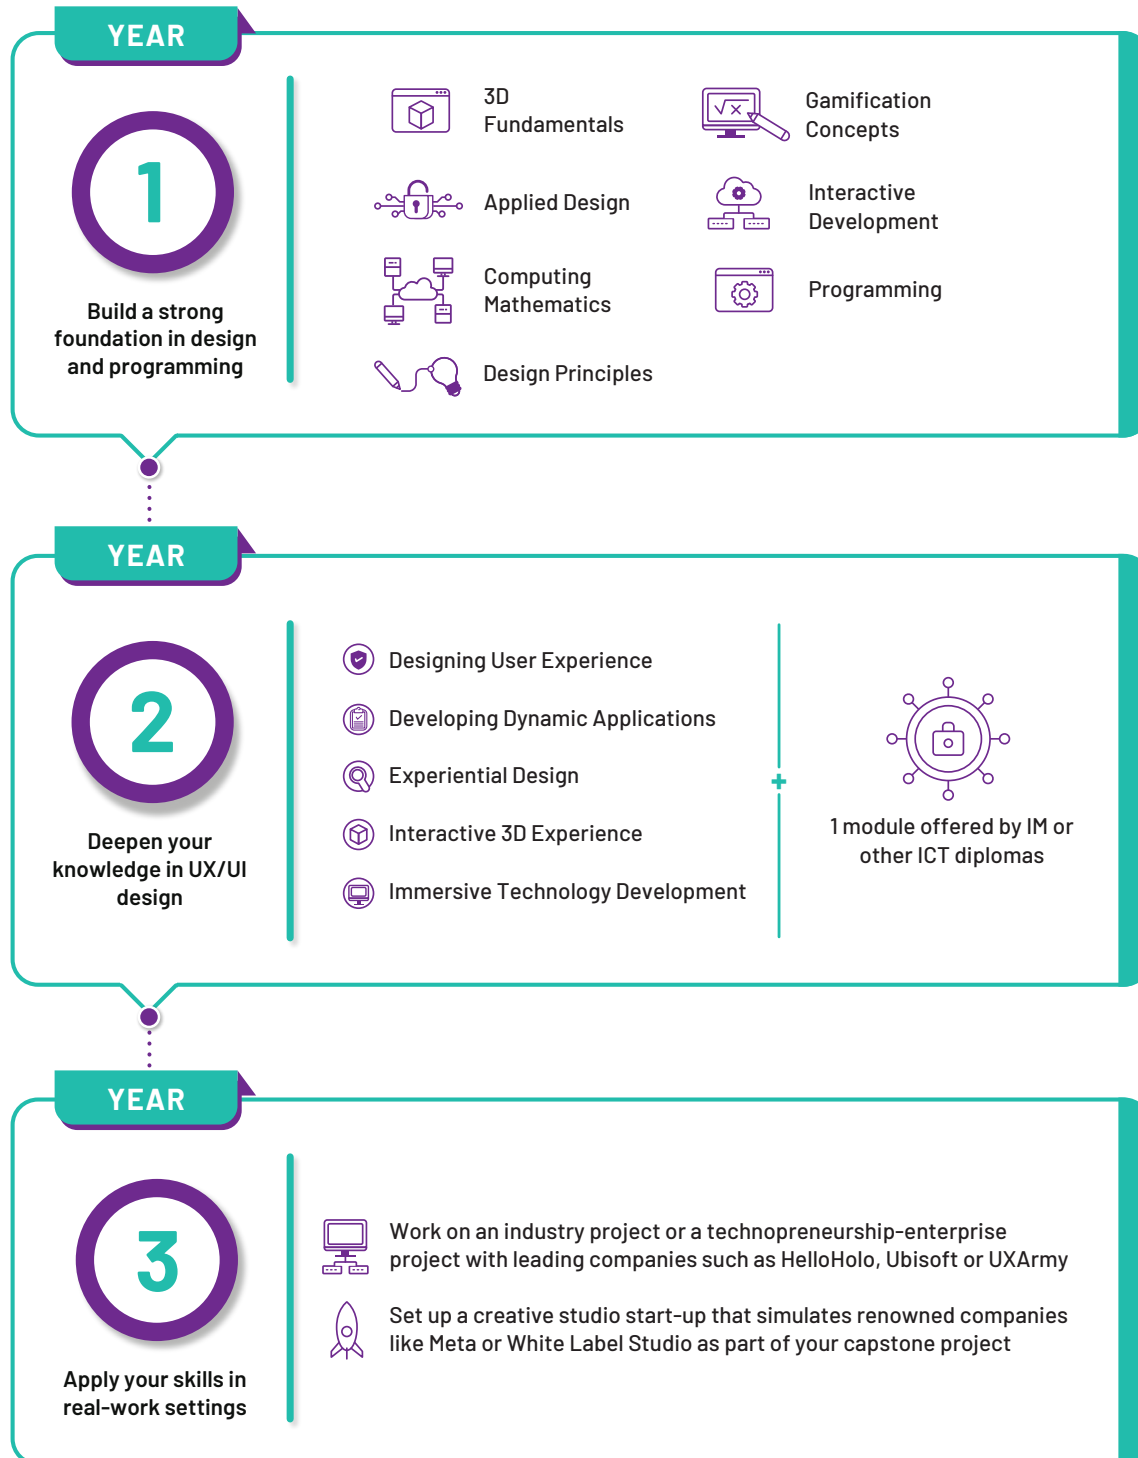 YEAR
1
Build a strong
foundation in design
and programming
3D
Fundamentals
Applied Design
Computing
Mathematics
Design Principles
Gamification
Concepts
Interactive
Development
Programming
YEAR
2
Deepen your
knowledge in UX/UI
design
Designing User Experience
Developing Dynamic Applications
Experiential Design
Interactive 3D Experience
Immersive Technology Development
+
1 module offered by IM or
other ICT diplomas
YEAR
3
Apply your skills in
real-work settings
Work on an industry project or a technopreneurship-enterprise
project with leading companies such as HelloHolo, Ubisoft or UXArmy
Set up a creative studio start-up that simulates renowned companies
like Meta or White Label Studio as part of your capstone project